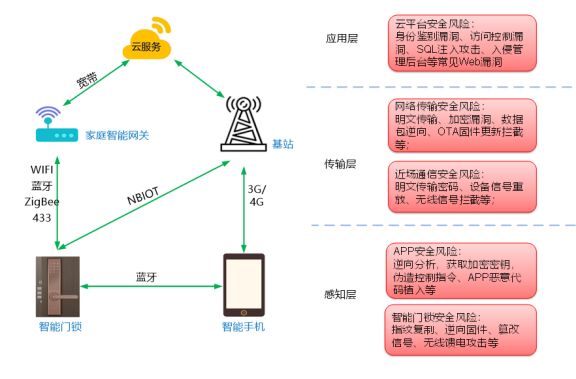 云服务
宽带
家庭智能网关
基站
WIFI
蓝牙
ZigBee
433
NBIOT
3G/
4G
蓝牙
智能门锁
智能手机
应用层
云平台安全风险：
身份鉴别漏洞、访问控制漏
洞、SQL注入攻击、入侵管
理后台等常见Web漏洞
传输层
网络传输安全风险：
明文传输、加密漏洞、数据
包逆向、OTA固件更新拦截
等；
近场通信安全风险：
明文传输密码、设备信号重
放、无线信号拦截等；
感知层
APP安全风险：
逆向分析，获取加密密钥，
伪造控制指令、APP恶意代
码植入等
智能门锁安全风险：
指纹复制、逆向固件、篡改
信号、无线馈电攻击等